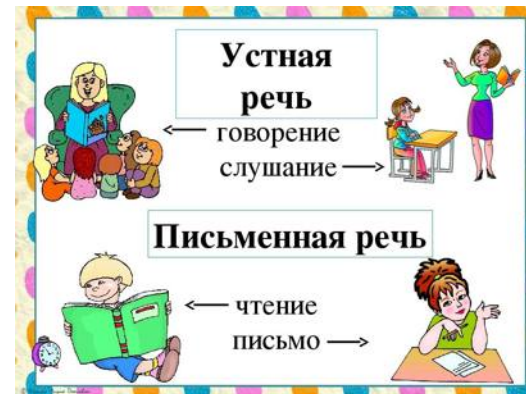 Устная
речь
говорение
слушание
Письменная речь
чтение
письмо